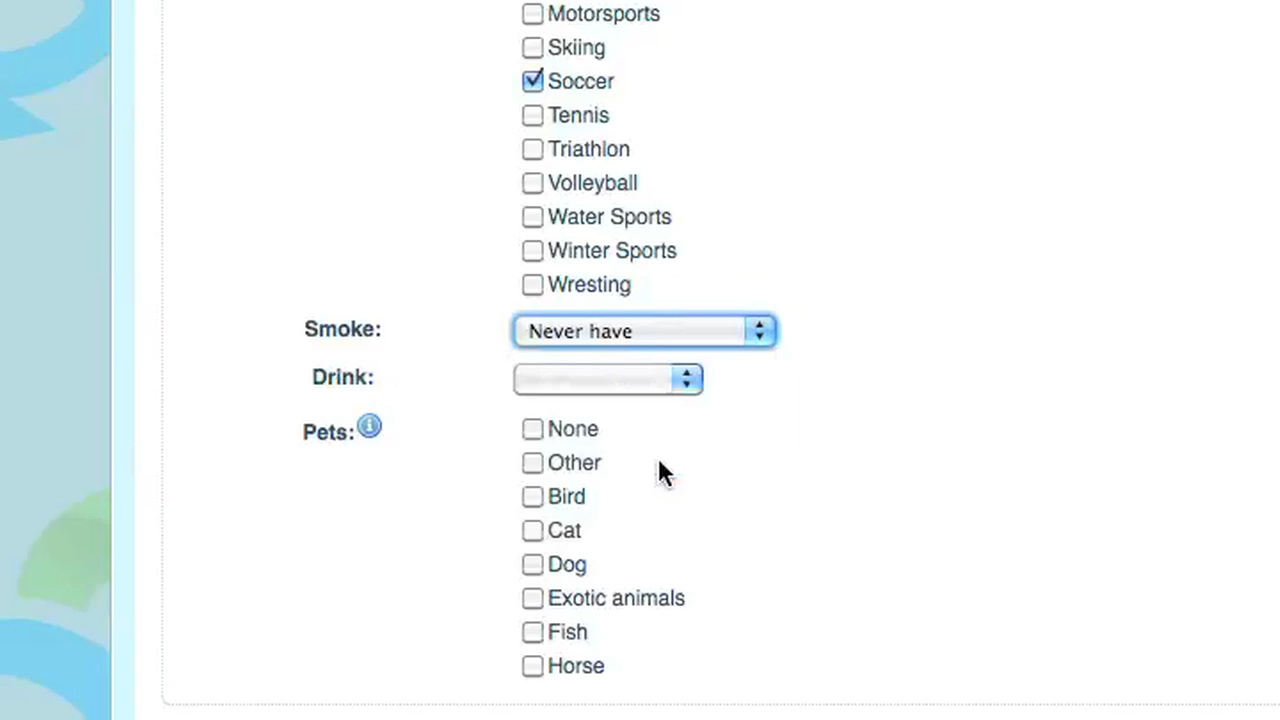 Motorsports
Skiing
Soccer
Tennis
Triathlon
Volleyball
Water Sports
Winter Sports
Wresting
Smoke: Never have
Drink:
Pets: None
Other
Bird
Cat
Dog
Exotic animals
Fish
Horse